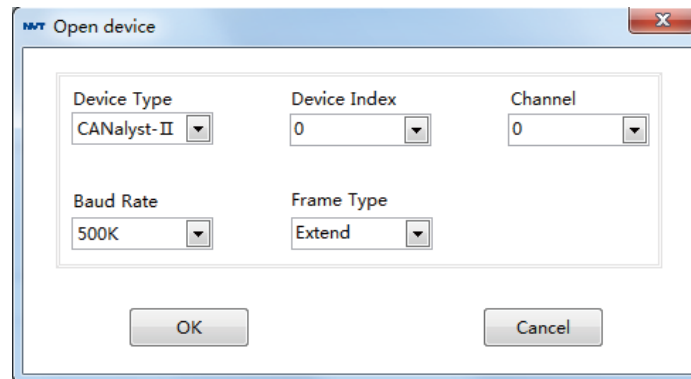 NVT Open device
Device Type Device Index Channel
CANalyst-II 0 0
Baud Rate Frame Type
500K Extend
OK Cancel